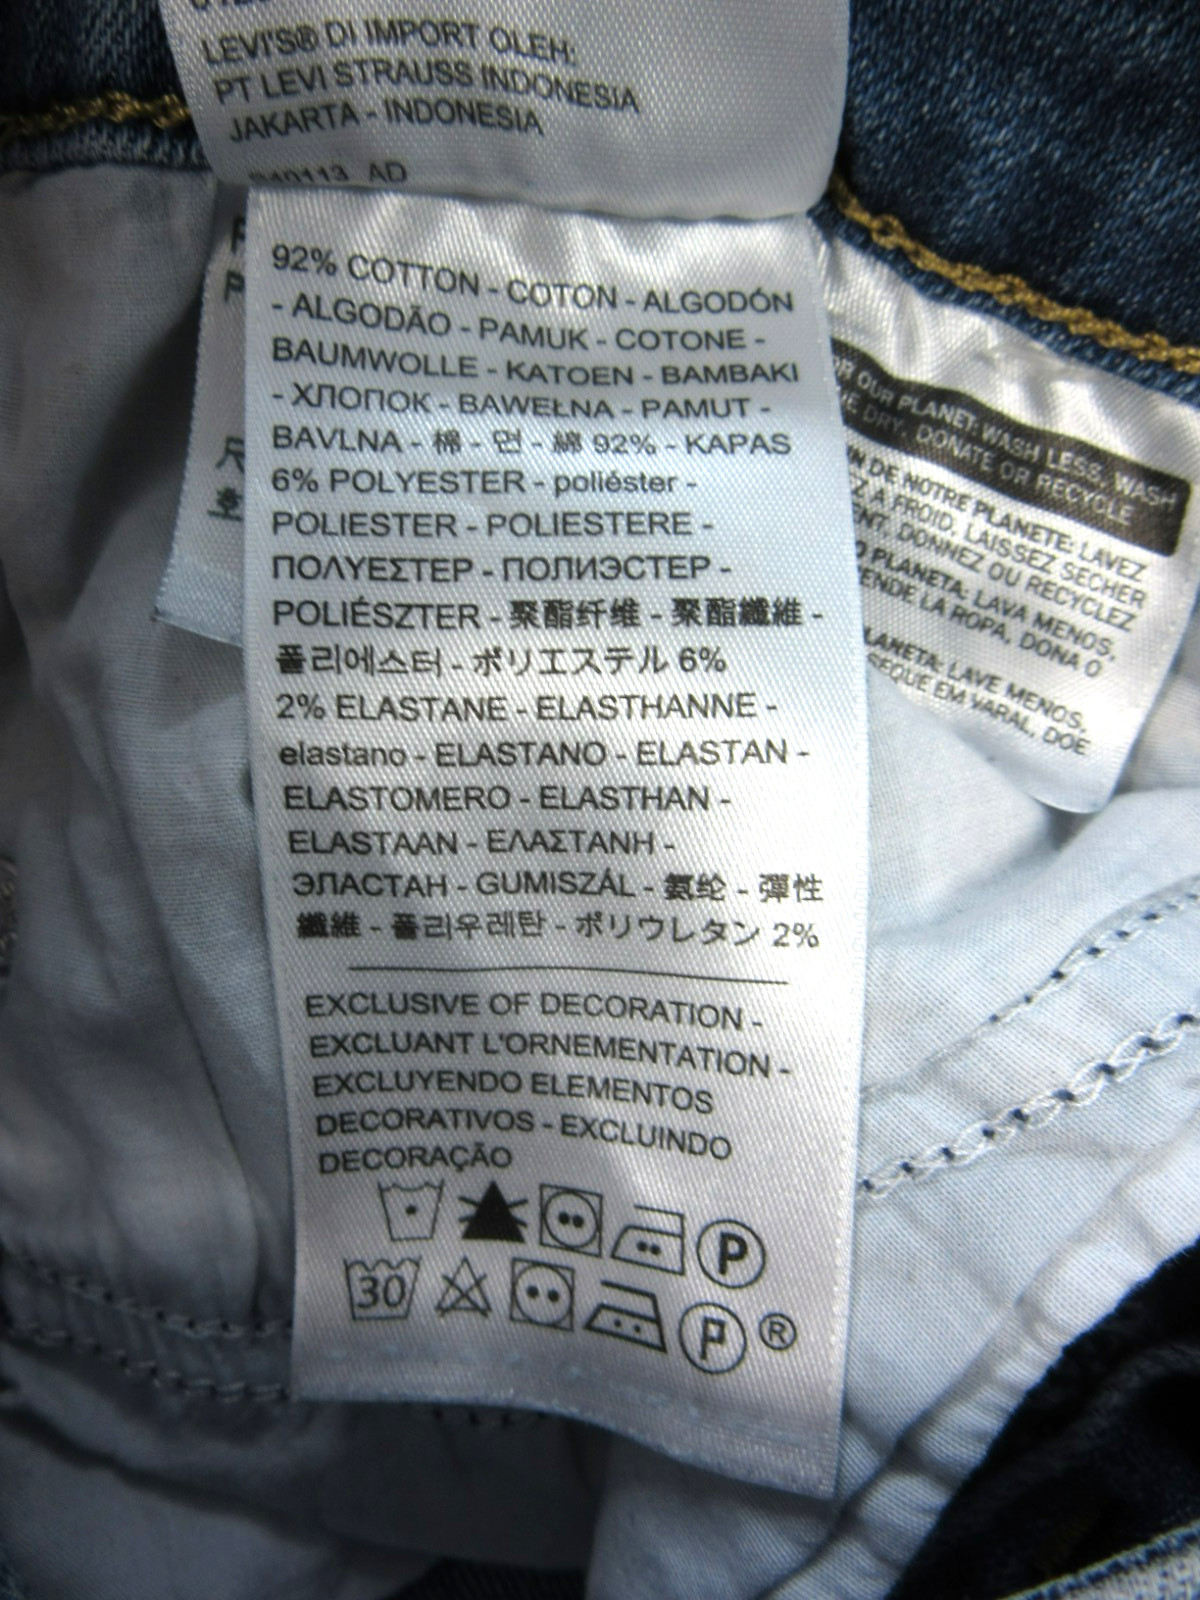 LEVI'S® DI IMPORT OLEH:
PT LEVI STRAUSS INDONESIA
JAKARTA - INDONESIA
AD
92% COTTON - COTON - ALGODÓN
- ALGODÃO - PAMUK - COTONE -
BAUMWOLLE - KATOEN - BAMBAKI
- ХЛОПОК - BAWEŁNA - PAMUT -
BAVLNA - 棉 - 면 - 綿 92% - KAPAS
6% POLYESTER - poliéster -
POLIESTER - POLIESTERE -
ΠΟΛΥΕΣΤΕΡ - ПОЛИЭСТЕР -
POLIÉSZTER - 聚酯纤维 - 聚酯纖維 -
폴리에스터 - ポリエステル 6%
2% ELASTANE - ELASTHANNE -
elastano - ELASTANO - ELASTAN -
ELASTOMERO - ELASTHAN -
ELASTAAN - ΕΛΑΣΤΑΝΗ -
ЭЛАСТАН - GUMISZÁL - 氨纶 - 彈性
纖維 - 폴리우레탄 - ポリウレタン 2%
EXCLUSIVE OF DECORATION -
EXCLUANT L'ORNEMENTATION -
EXCLUYENDO ELEMENTOS
DECORATIVOS - EXCLUINDO
DECORAÇÃO
P
30 P ®
OUR PLANET: WASH LESS, WASH
DRY, DONATE OR RECYCLE
DE NOTRE PLANETE: LAVEZ
A FROID, LAISSEZ SECHER
DONNEZ OU RECYCLEZ
PLANETA: LAVA MENOS,
LA ROPA, DONA O
LAVE MENOS,
SEQUE EM VARAL, DOE